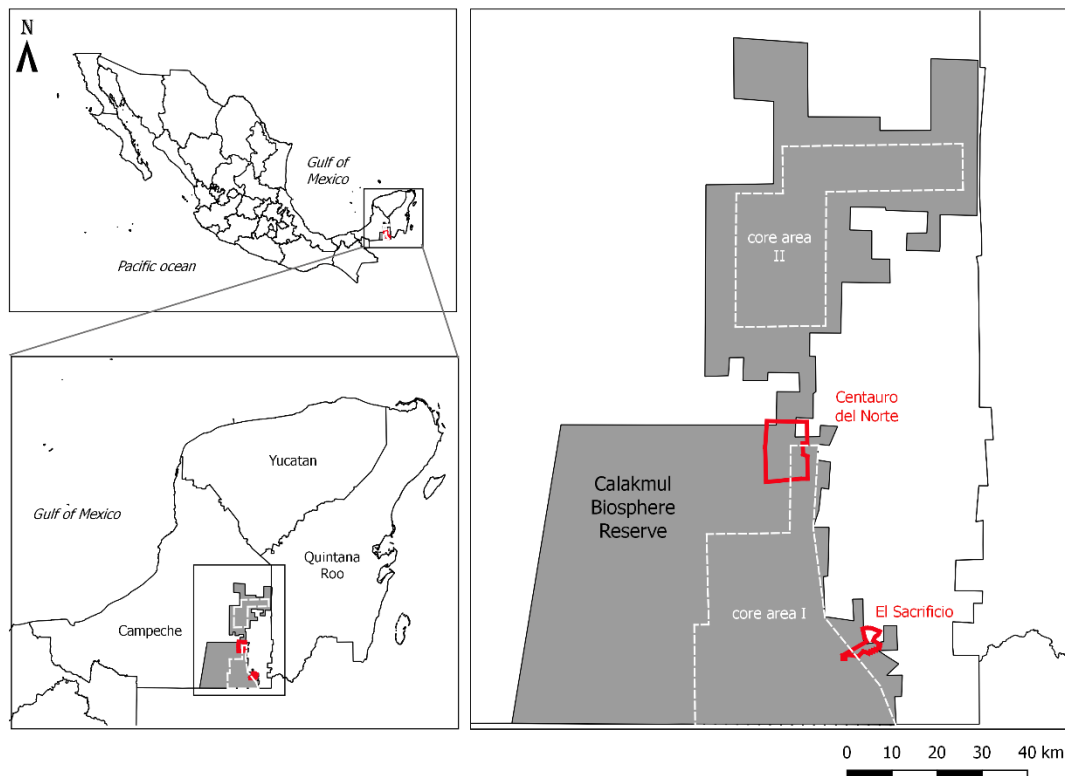 N
Gulf of
Mexico
Pacific ocean
Yucatan
Gulf of Mexico
Quintana
Roo
Campeche
core area
II
Centauro
del Norte
Calakmul
Biosphere
Reserve
core area I
El Sacrificio
0 10 20 30 40 km